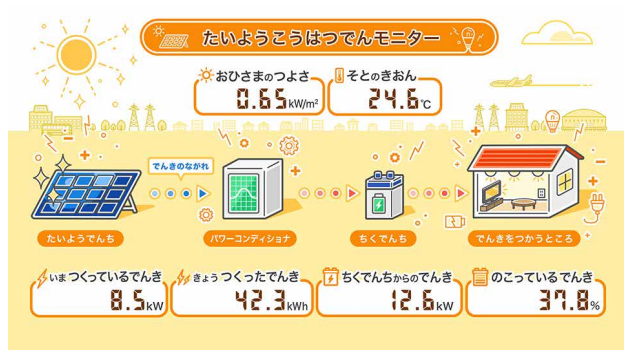 たいようこうはつでんモニター
おひさまのつよさ
0.65kW/m²
そとのきおん
24.6℃
でんきのながれ
たいようでんち
パワーコンディショナ
ちくでんち
でんきをつかうところ
いまつくっているでんき
8.5kW
きょうつくったでんき
42.3kWh
ちくでんちからのでんき
12.6kW
のこっているでんき
37.8%